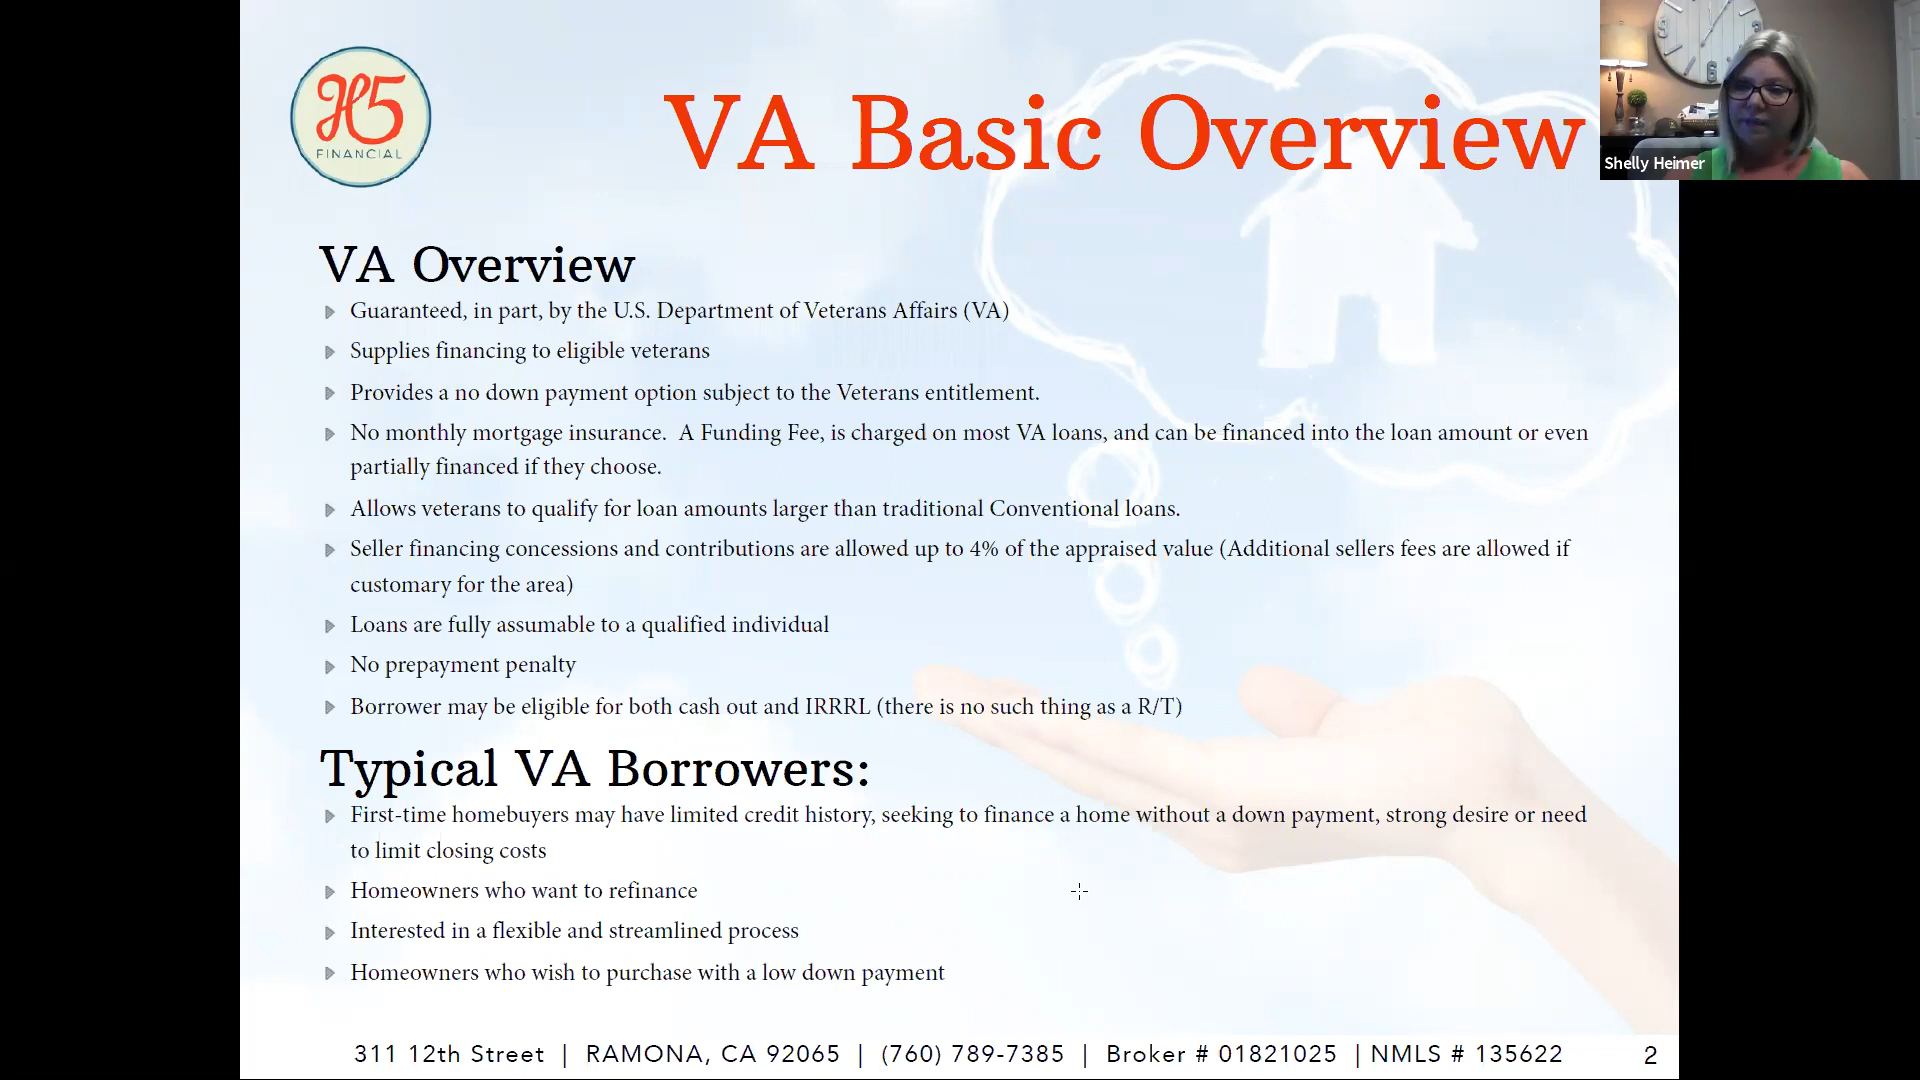 H5
FINANCIAL
VA Basic Overview
Shelly Heimer
VA Overview
Guaranteed, in part, by the U.S. Department of Veterans Affairs (VA)
Supplies financing to eligible veterans
Provides a no down payment option subject to the Veterans entitlement.
No monthly mortgage insurance.  A Funding Fee, is charged on most VA loans, and can be financed into the loan amount or even
partially financed if they choose.
Allows veterans to qualify for loan amounts larger than traditional Conventional loans.
Seller financing concessions and contributions are allowed up to 4% of the appraised value (Additional sellers fees are allowed if
customary for the area)
Loans are fully assumable to a qualified individual
No prepayment penalty
Borrower may be eligible for both cash out and IRRRL (there is no such thing as a R/T)
Typical VA Borrowers:
First-time homebuyers may have limited credit history, seeking to finance a home without a down payment, strong desire or need
to limit closing costs
Homeowners who want to refinance
Interested in a flexible and streamlined process
Homeowners who wish to purchase with a low down payment
311 12th Street | RAMONA, CA 92065 | (760) 789-7385 | Broker # 01821025 | NMLS # 135622
2